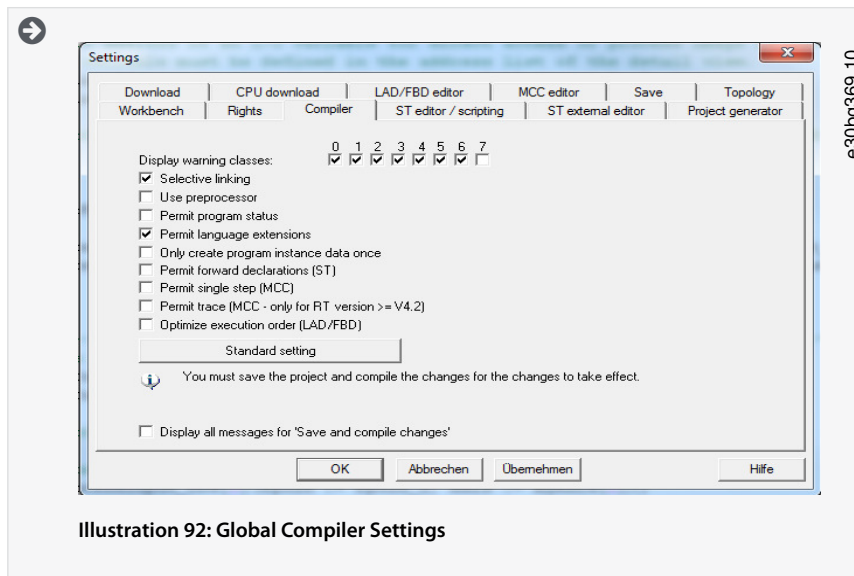 Settings
Download CPU download LAD/FBD editor MCC editor Save Topology
Workbench Rights Compiler ST editor / scripting ST external editor Project generator
0 1 2 3 4 5 6 7
Display warning classes:
Selective linking
Use preprocessor
Permit program status
Permit language extensions
Only create program instance data once
Permit forward declarations (ST)
Permit single step (MCC)
Permit trace (MCC - only for RT version >= V4.2)
Optimize execution order (LAD/FBD)
Standard setting
You must save the project and compile the changes for the changes to take effect.
Display all messages for 'Save and compile changes'
OK Abbrechen Übernehmen Hilfe
e30bg369.10
Illustration 92: Global Compiler Settings